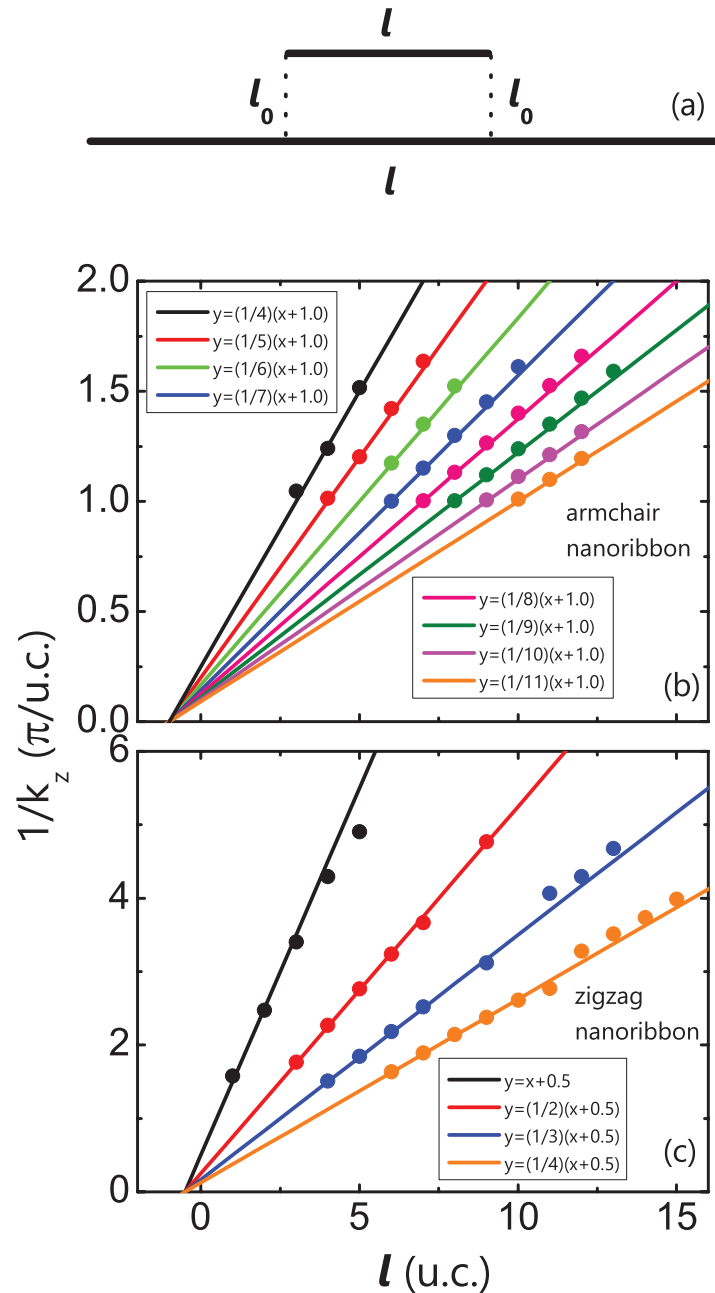 l
l₀ l₀ (a)
l
2.0
y=(1/4)(x+1.0)
y=(1/5)(x+1.0)
y=(1/6)(x+1.0)
y=(1/7)(x+1.0)
1.5
1.0
armchair
nanoribbon
0.5
y=(1/8)(x+1.0)
y=(1/9)(x+1.0)
y=(1/10)(x+1.0)
y=(1/11)(x+1.0)
(b)
0.0
1/k_z (π/u.c.)
6
4
2
zigzag
nanoribbon
y=x+0.5
y=(1/2)(x+0.5)
y=(1/3)(x+0.5)
y=(1/4)(x+0.5)
(c)
0
0 5 10 15
l (u.c.)